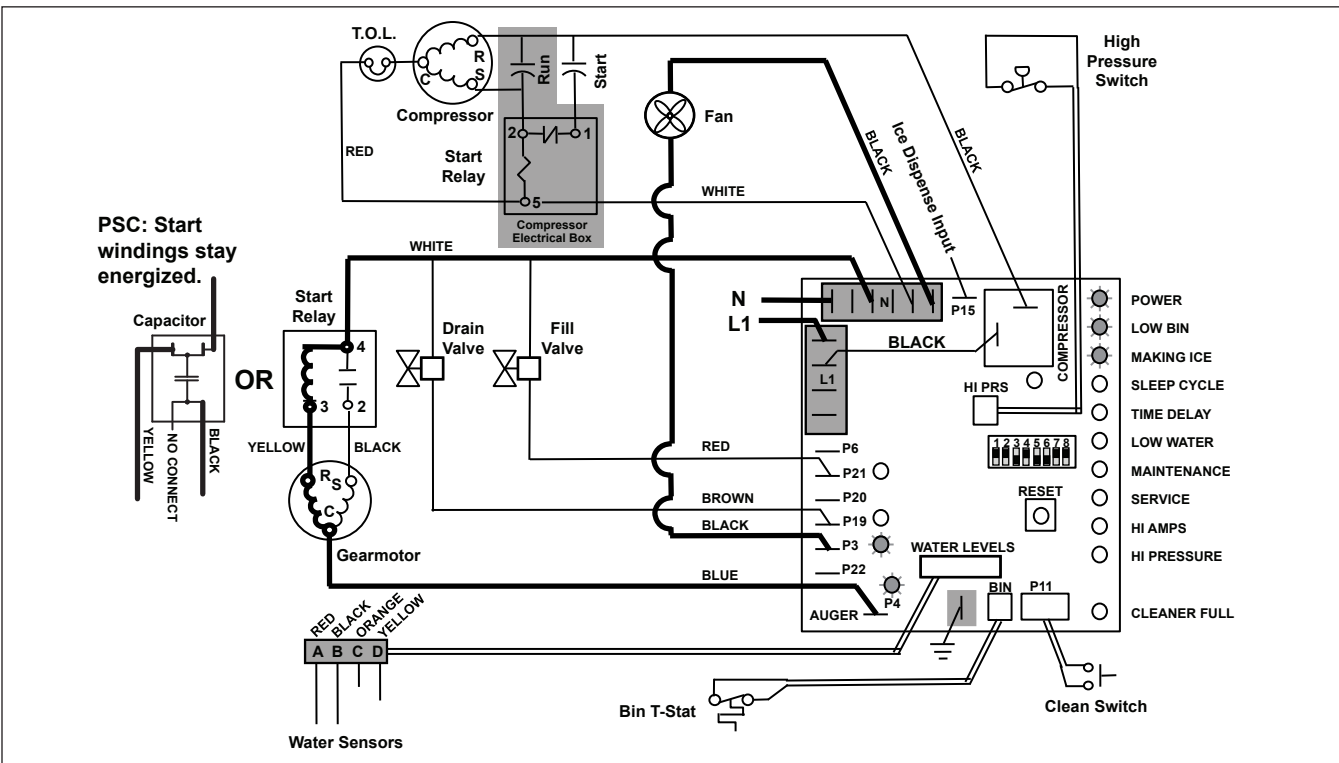 T.O.L.
R
S
C
Compressor
Run
Start
High
Pressure
Switch
Fan
2
1
Start
Relay
5
Compressor
Electrical Box
RED
WHITE
BLACK
Ice Dispense Input
BLACK
PSC: Start
windings stay
energized.
WHITE
Capacitor
YELLOW
NO CONNECT
BLACK
OR
Start
Relay
4
3
2
YELLOW
BLACK
R
S
C
Gearmotor
Drain
Valve
Fill
Valve
N
L1
N
P15
COMPRESSOR
BLACK
L1
HI PRS
1 2 3 4 5 6 7 8
RESET
POWER
LOW BIN
MAKING ICE
SLEEP CYCLE
TIME DELAY
LOW WATER
MAINTENANCE
SERVICE
HI AMPS
HI PRESSURE
CLEANER FULL
P6
RED
P21
P20
BROWN
P19
BLACK
P3
P22
BLUE
P4
AUGER
WATER LEVELS
BIN
P11
RED
BLACK
ORANGE
YELLOW
A B C D
Water Sensors
Bin T-Stat
Clean Switch